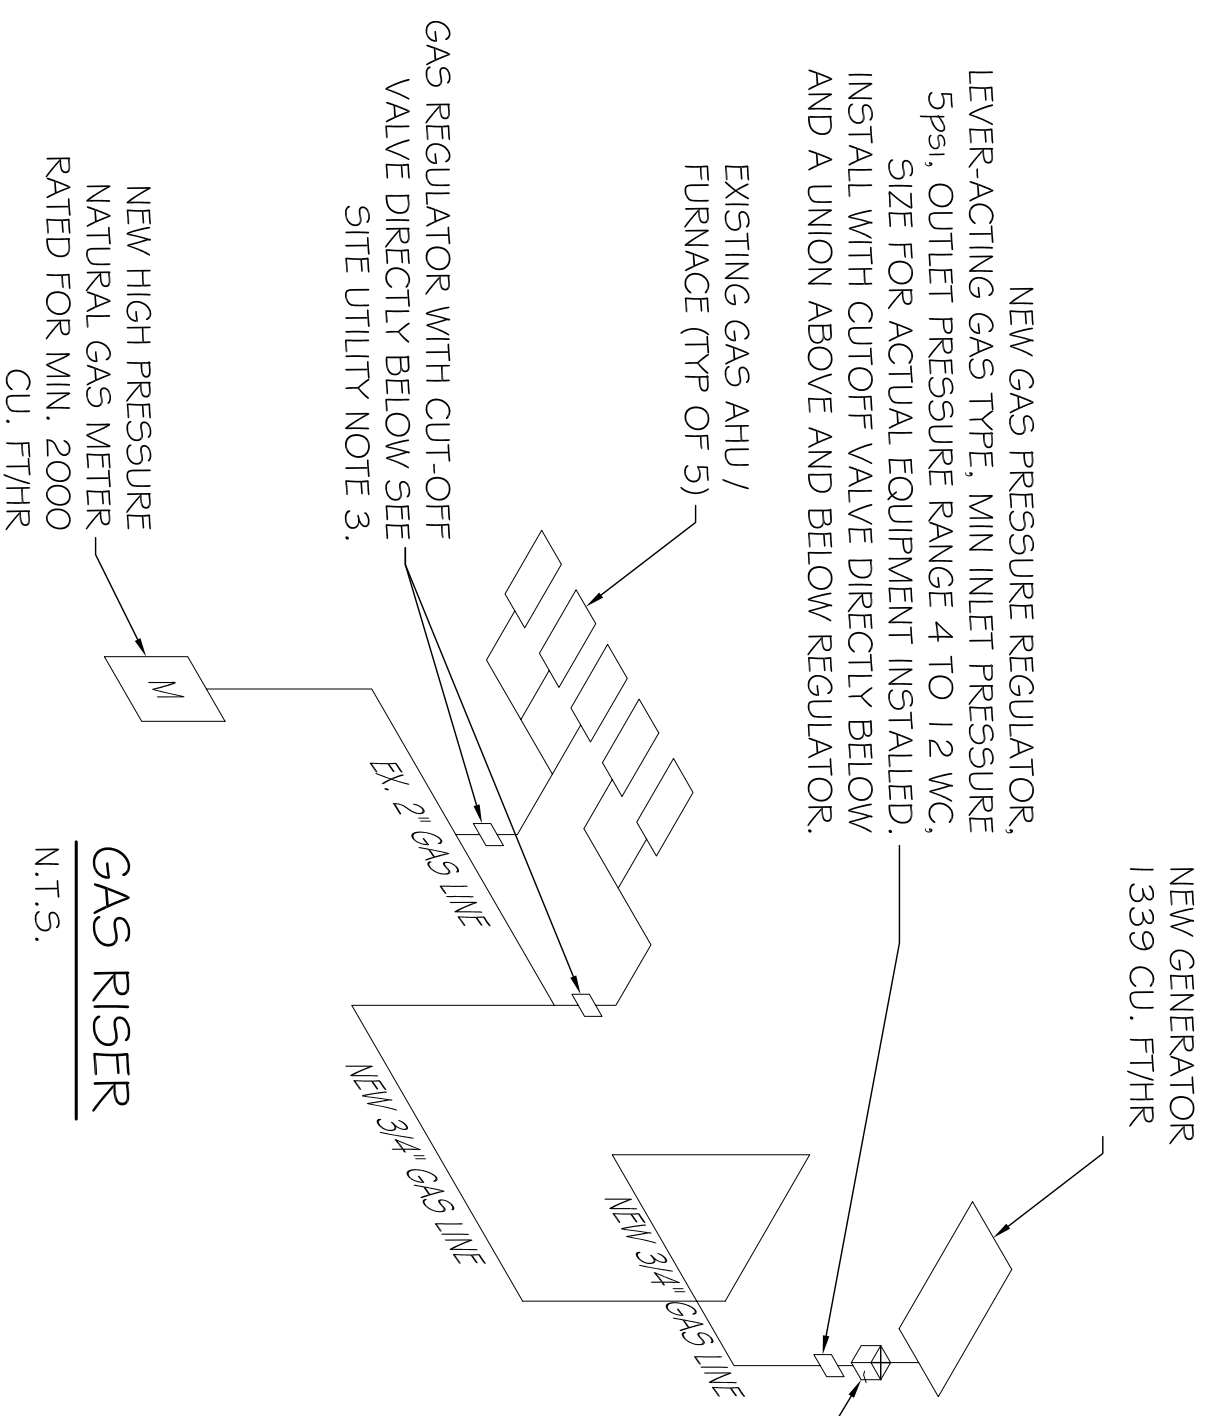 NEW GENERATOR
1339 CU. FT/HR
NEW GAS PRESSURE REGULATOR,
LEVER-ACTING GAS TYPE, MIN INLET PRESSURE
5psi, OUTLET PRESSURE RANGE 4 TO 12 WC,
SIZE FOR ACTUAL EQUIPMENT INSTALLED.
INSTALL WITH CUTOFF VALVE DIRECTLY BELOW
AND A UNION ABOVE AND BELOW REGULATOR.
EXISTING GAS AHU /
FURNACE (TYP OF 5)
GAS REGULATOR WITH CUT-OFF
VALVE DIRECTLY BELOW SEE
SITE UTILITY NOTE 3.
NEW HIGH PRESSURE
NATURAL GAS METER
RATED FOR MIN. 2000
CU. FT/HR
M
EX. 2" GAS LINE
NEW 3/4" GAS LINE
NEW 3/4" GAS LINE
GAS RISER
N.T.S.